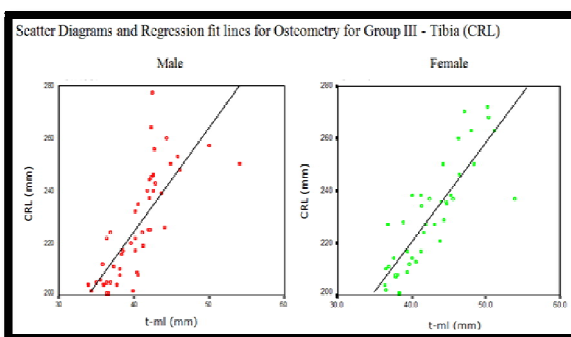 Scatter Diagrams and Regression fit lines for Osteometry for Group III - Tibia (CRL)
Male
Female
280
260
240
220
200
CRL (mm)
30 40 50 60
t-ml (mm)
280
260
240
220
200
CRL (mm)
30.0 40.0 50.0 60.0
t-ml (mm)